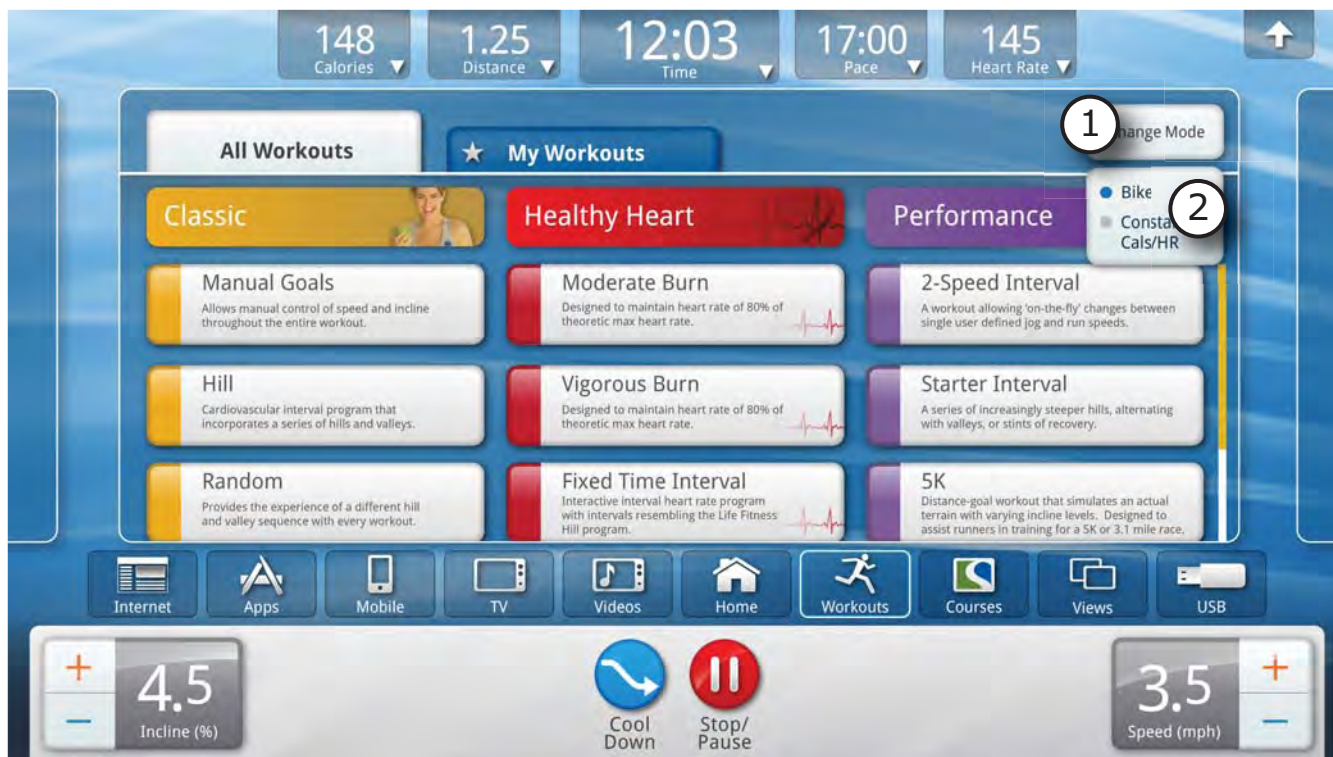 148
Calories
1.25
Distance
12:03
Time
17:00
Pace
145
Heart Rate
1
hange Mode
All Workouts
My Workouts
2
Bike
Consta
Cals/HR
Classic
Healthy Heart
Performance
Manual Goals
Allows manual control of speed and incline
throughout the entire workout.
Moderate Burn
Designed to maintain heart rate of 80% of
theoretic max heart rate.
2-Speed Interval
A workout allowing 'on-the-fly' changes between
single user defined jog and run speeds.
Hill
Cardiovascular interval program that
incorporates a series of hills and valleys.
Vigorous Burn
Designed to maintain heart rate of 80% of
theoretic max heart rate.
Starter Interval
A series of increasingly steeper hills, alternating
with valleys, or stints of recovery.
Random
Provides the experience of a different hill
and valley sequence with every workout.
Fixed Time Interval
Interactive interval heart rate program
with intervals resembling the Life Fitness
Hill program.
5K
Distance-goal workout that simulates an actual
terrain with varying incline levels. Designed to
assist runners in training for a 5K or 3.1 mile race.
Internet
Apps
Mobile
TV
Videos
Home
Workouts
Courses
Views
USB
+
4.5
−
Incline (%)
Cool
Down
Stop/
Pause
3.5
Speed (mph)
+
−